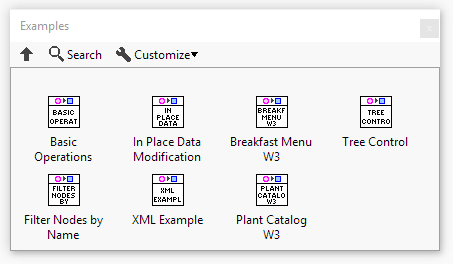 Examples
x
Search
Customize
BASIC
OPERAT
IN
PLACE
DATA
BREAKF
MENU
W3
TREE
CONTRO
Basic
Operations
In Place Data
Modification
Breakfast Menu
W3
Tree Control
FILTER
NODES
BY
XML
EXAMPL
PLANT
CATALO
W3
Filter Nodes by
Name
XML Example
Plant Catalog
W3